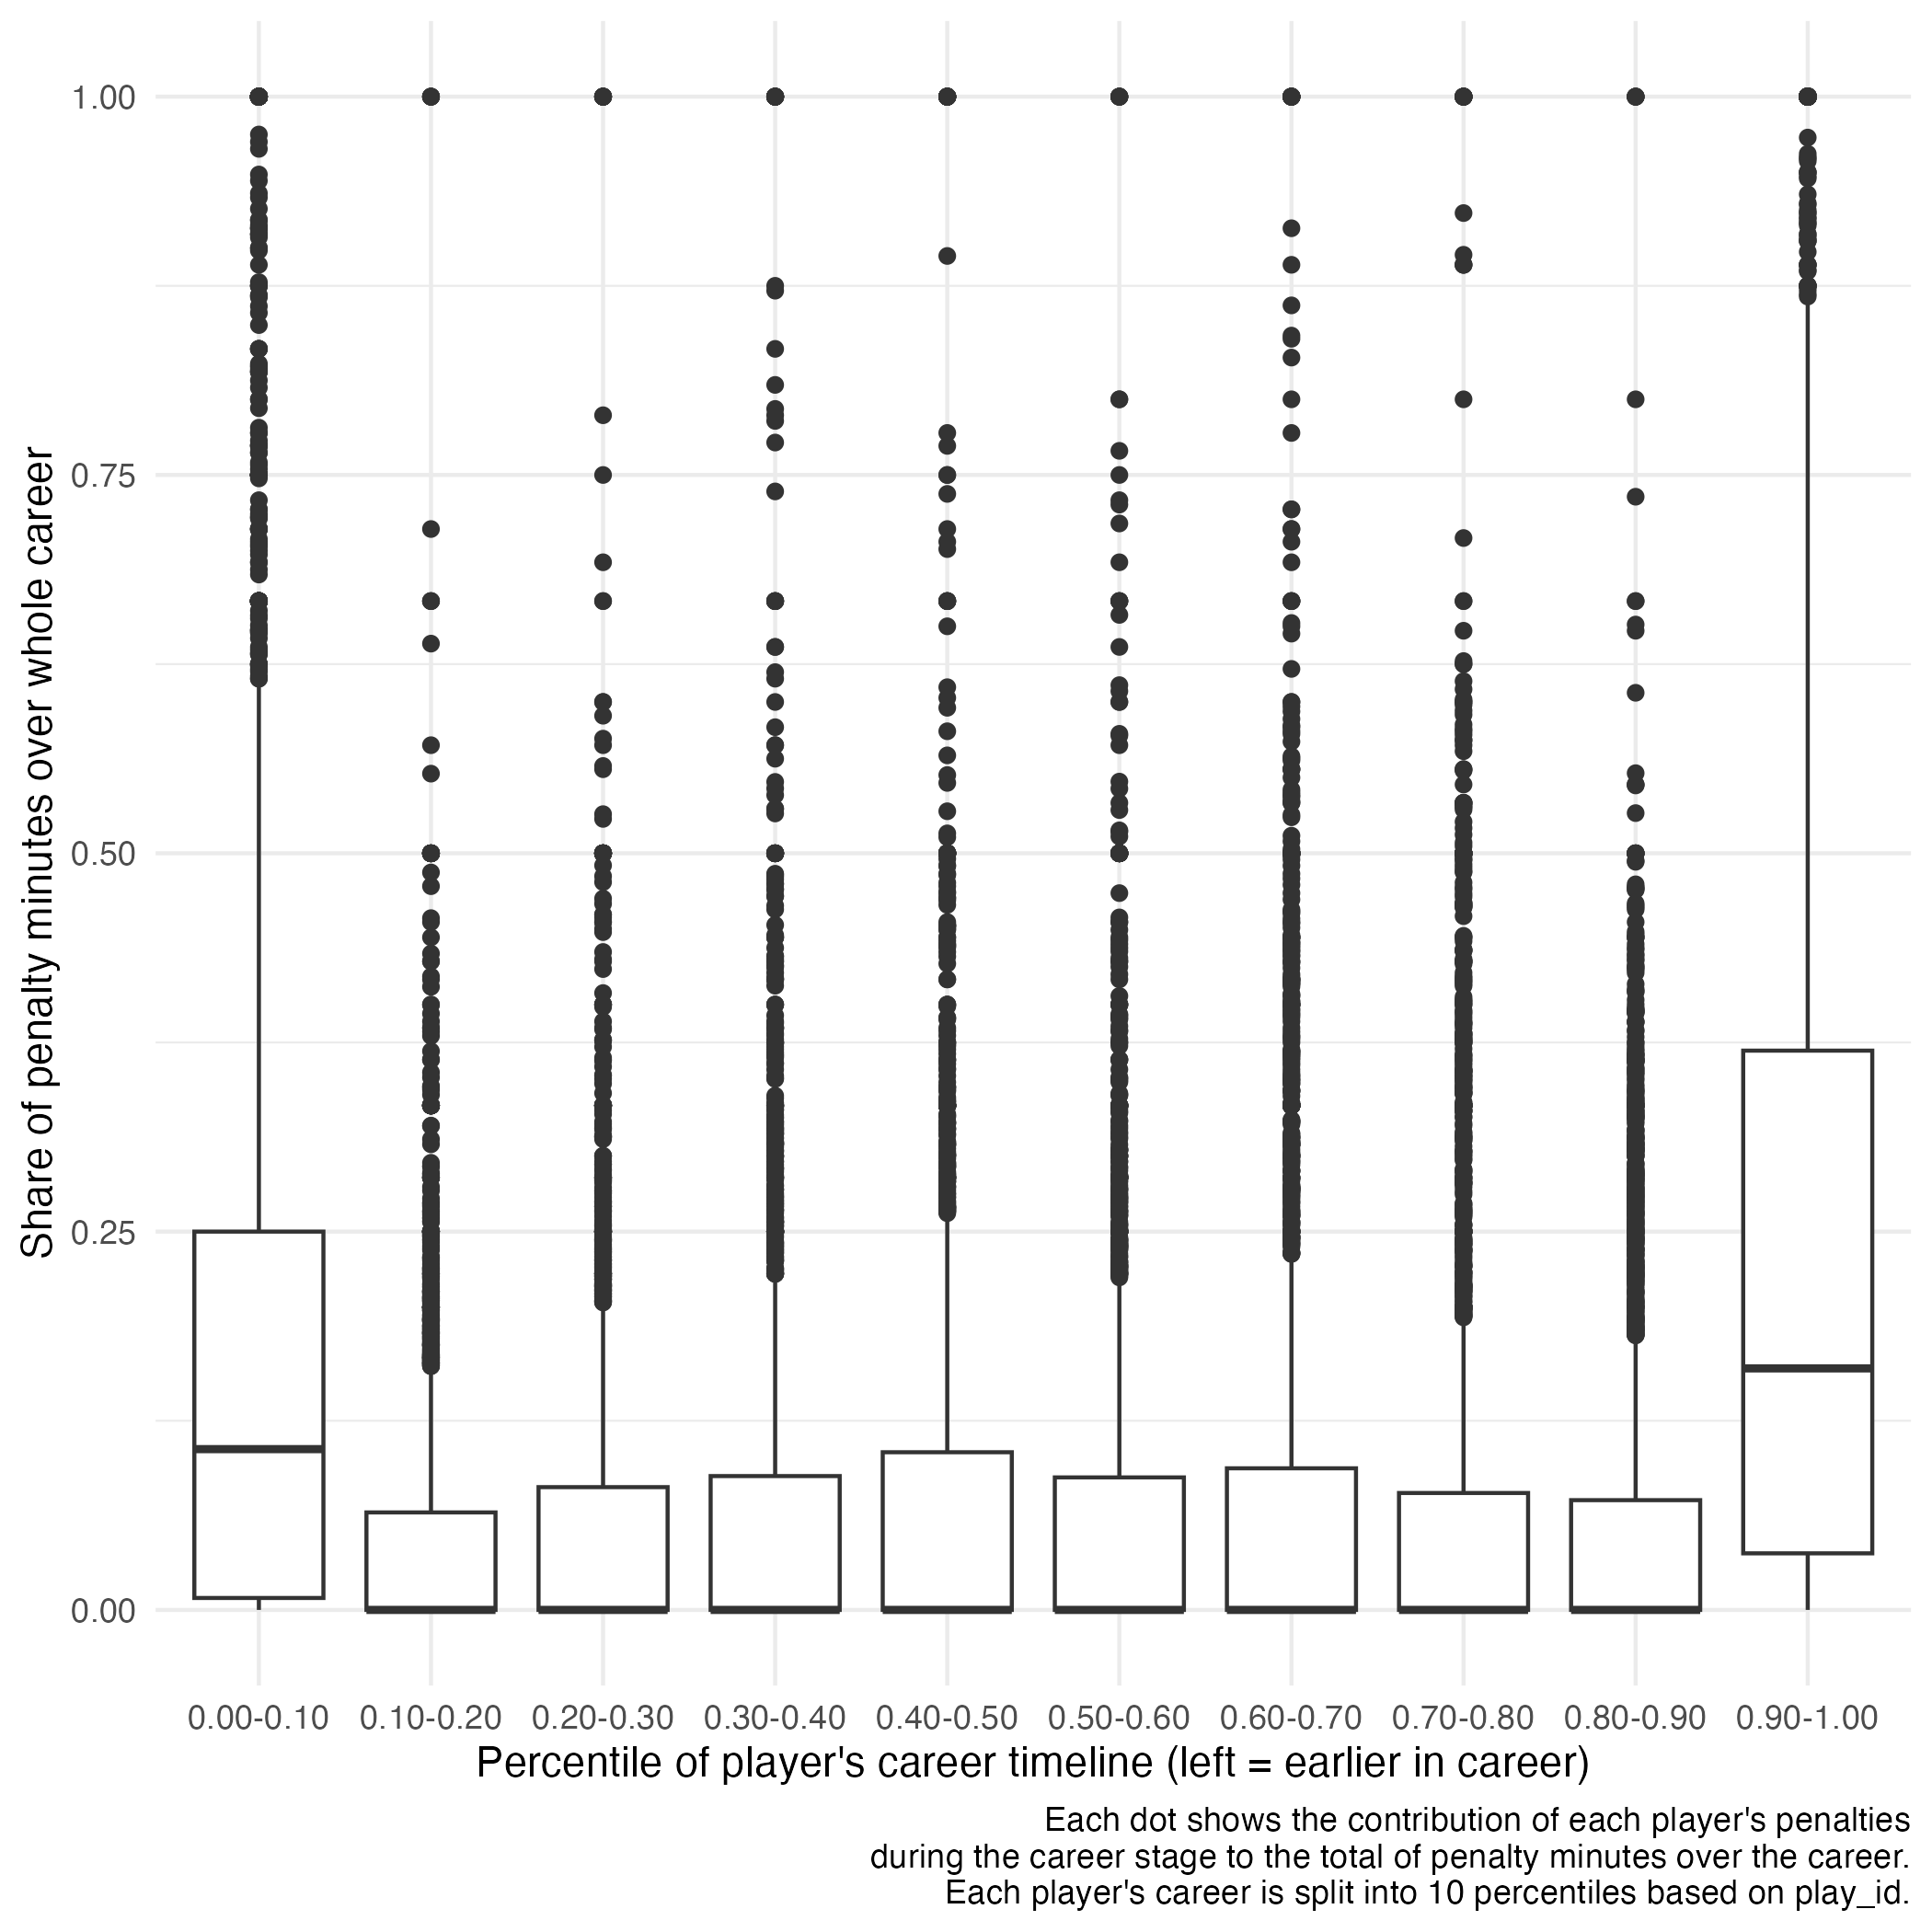 Share of penalty minutes over whole career
1.00
0.75
0.50
0.25
0.00
0.00-0.10 0.10-0.20 0.20-0.30 0.30-0.40 0.40-0.50 0.50-0.60 0.60-0.70 0.70-0.80 0.80-0.90 0.90-1.00
Percentile of player's career timeline (left = earlier in career)
Each dot shows the contribution of each player's penalties
during the career stage to the total of penalty minutes over the career.
Each player's career is split into 10 percentiles based on play_id.